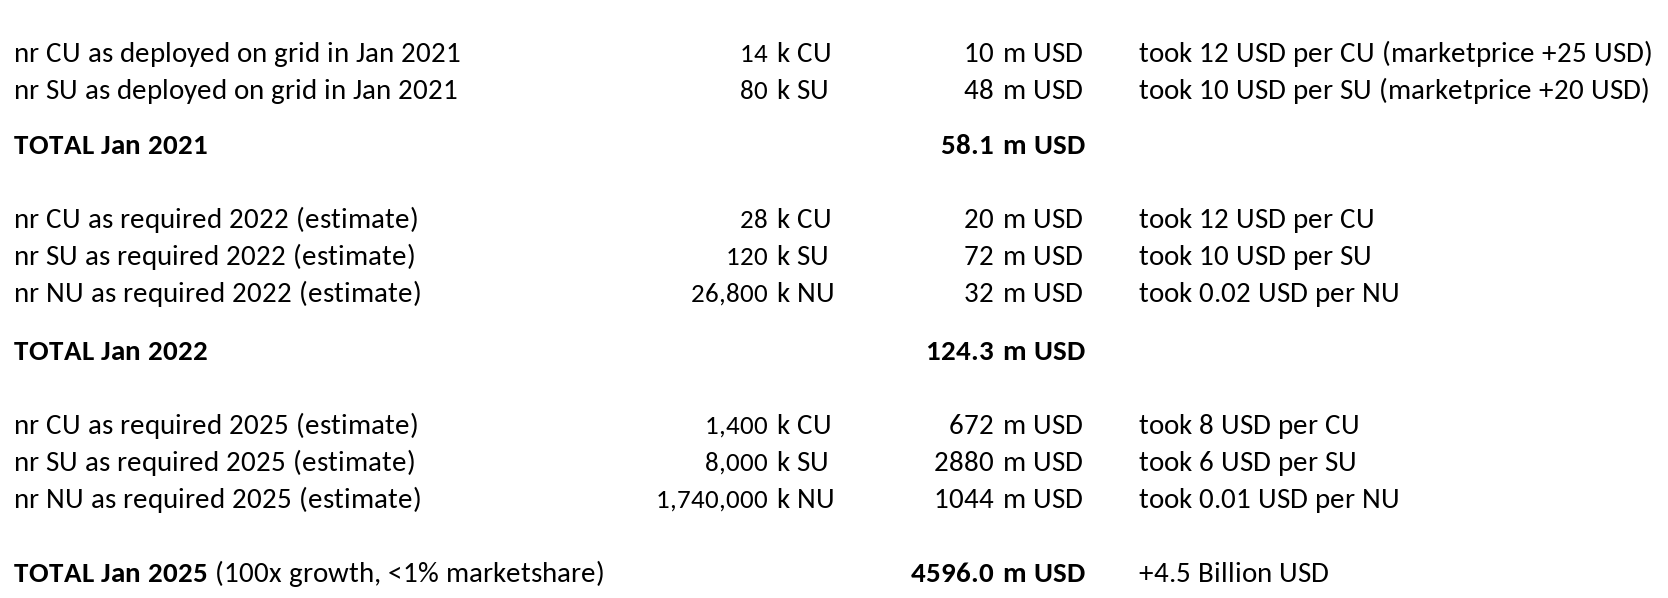 nr CU as deployed on grid in Jan 2021 14 k CU 10 m USD took 12 USD per CU (marketprice +25 USD)
nr SU as deployed on grid in Jan 2021 80 k SU 48 m USD took 10 USD per SU (marketprice +20 USD)
TOTAL Jan 2021 58.1 m USD
nr CU as required 2022 (estimate) 28 k CU 20 m USD took 12 USD per CU
nr SU as required 2022 (estimate) 120 k SU 72 m USD took 10 USD per SU
nr NU as required 2022 (estimate) 26,800 k NU 32 m USD took 0.02 USD per NU
TOTAL Jan 2022 124.3 m USD
nr CU as required 2025 (estimate) 1,400 k CU 672 m USD took 8 USD per CU
nr SU as required 2025 (estimate) 8,000 k SU 2880 m USD took 6 USD per SU
nr NU as required 2025 (estimate) 1,740,000 k NU 1044 m USD took 0.01 USD per NU
TOTAL Jan 2025 (100x growth, <1% marketshare) 4596.0 m USD +4.5 Billion USD